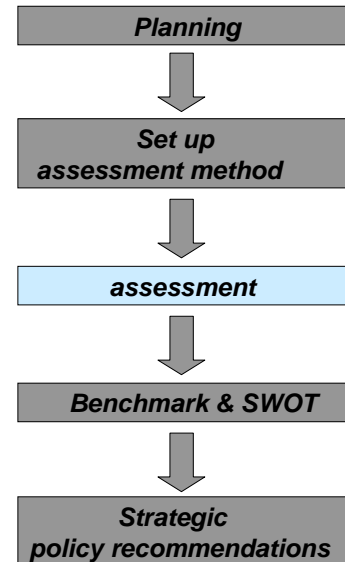 Planning
Set up
assessment method
assessment
Benchmark & SWOT
Strategic
policy recommendations